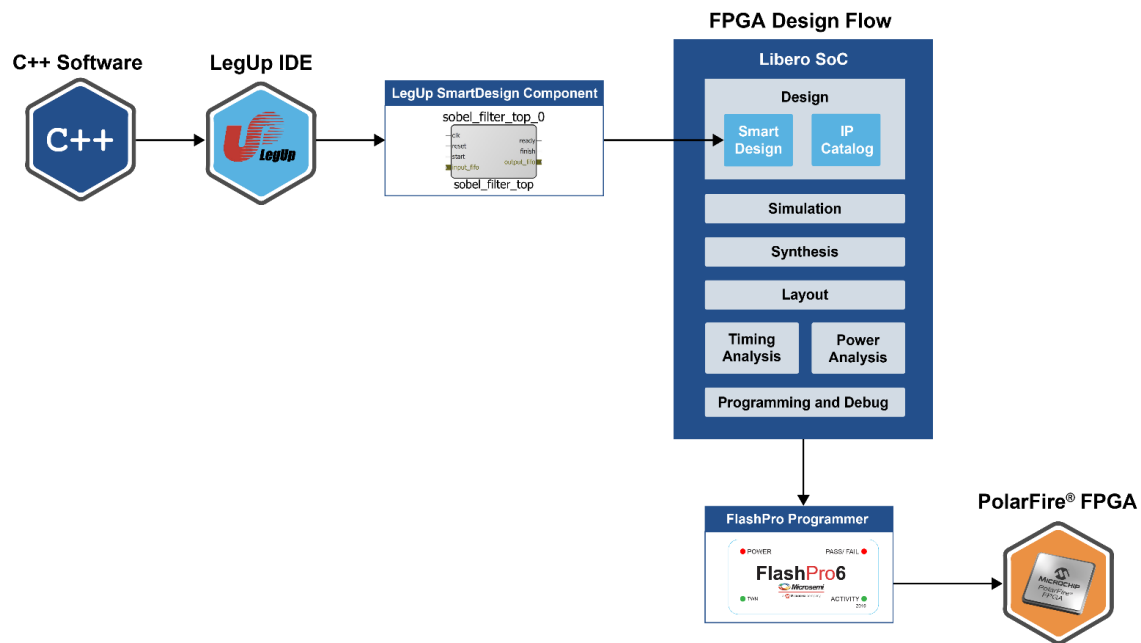 FPGA Design Flow
C++ Software
LegUp IDE
C++
LegUp
LegUp SmartDesign Component
sobel_filter_top_0
clk
reset
start
input_fifo
ready
finish
output_fifo
sobel_filter_top
Libero SoC
Design
Smart
Design
IP
Catalog
Simulation
Synthesis
Layout
Timing
Analysis
Power
Analysis
Programming and Debug
FlashPro Programmer
POWER
PASS/ FAIL
FlashPro6
Microsemi
ACTIVITY
2016
PolarFire® FPGA
MICROCHIP
PolarFire®
FPGA